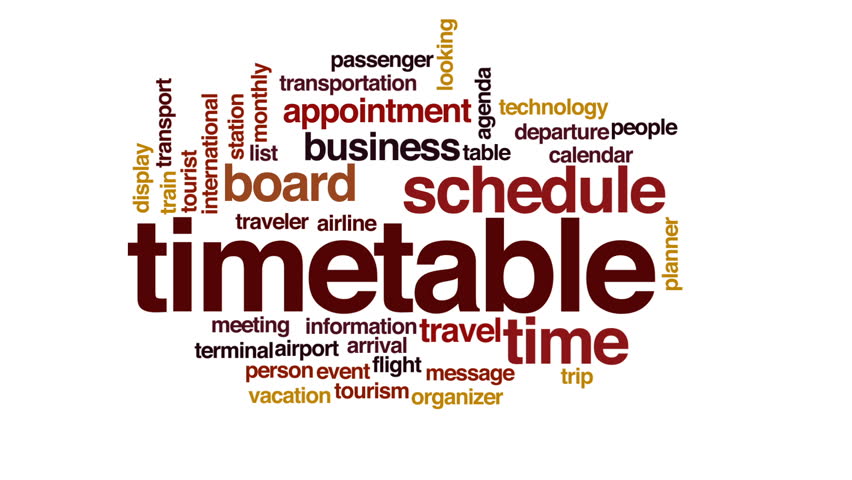 looking
passenger
transportation
monthly
agenda
appointment
technology
transport
international
station
departure
people
business
list
table
calendar
display
train
tourist
board
schedule
traveler
airline
timetable
planner
meeting
information
travel
time
terminal
airport
arrival
flight
person
event
message
trip
vacation
tourism
organizer